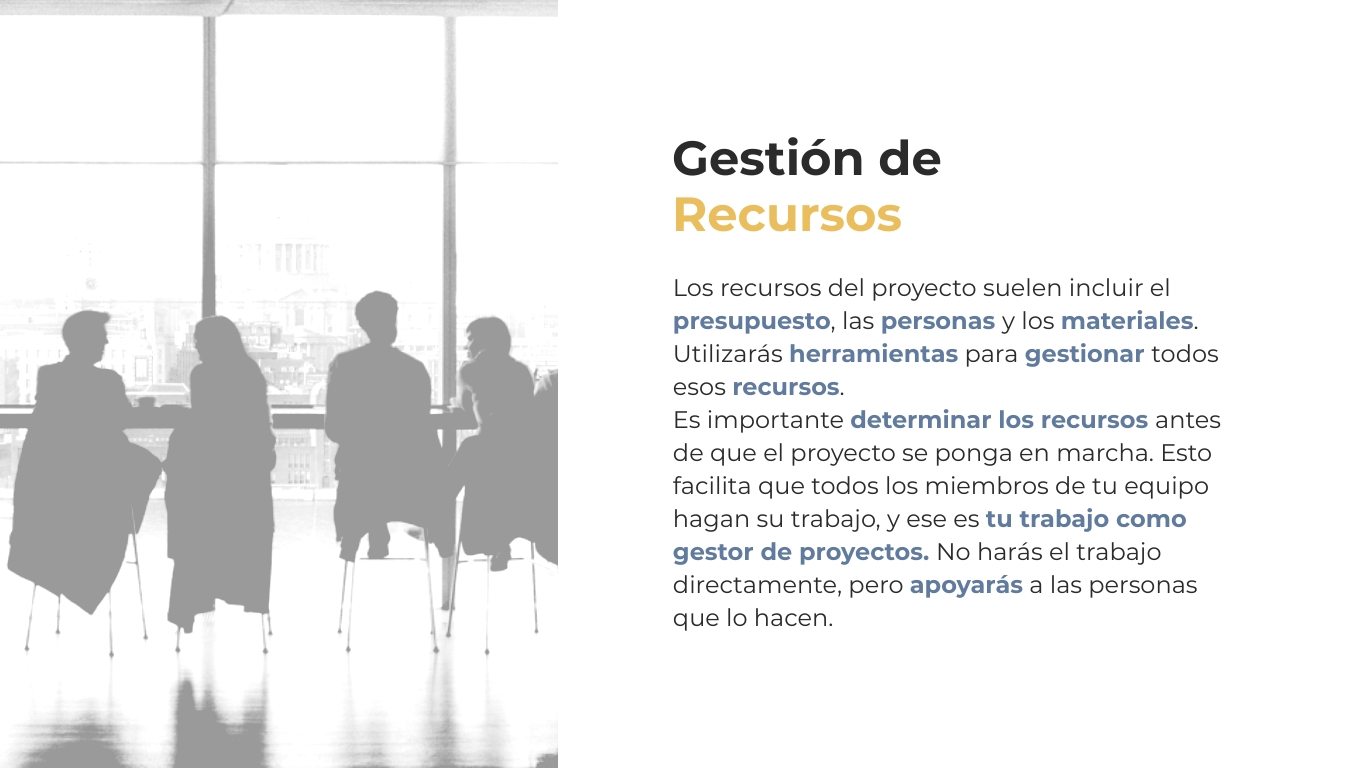 Gestión de
Recursos
Los recursos del proyecto suelen incluir el
presupuesto, las personas y los materiales.
Utilizarás herramientas para gestionar todos
esos recursos.
Es importante determinar los recursos antes
de que el proyecto se ponga en marcha. Esto
facilita que todos los miembros de tu equipo
hagan su trabajo, y ese es tu trabajo como
gestor de proyectos. No harás el trabajo
directamente, pero apoyarás a las personas
que lo hacen.